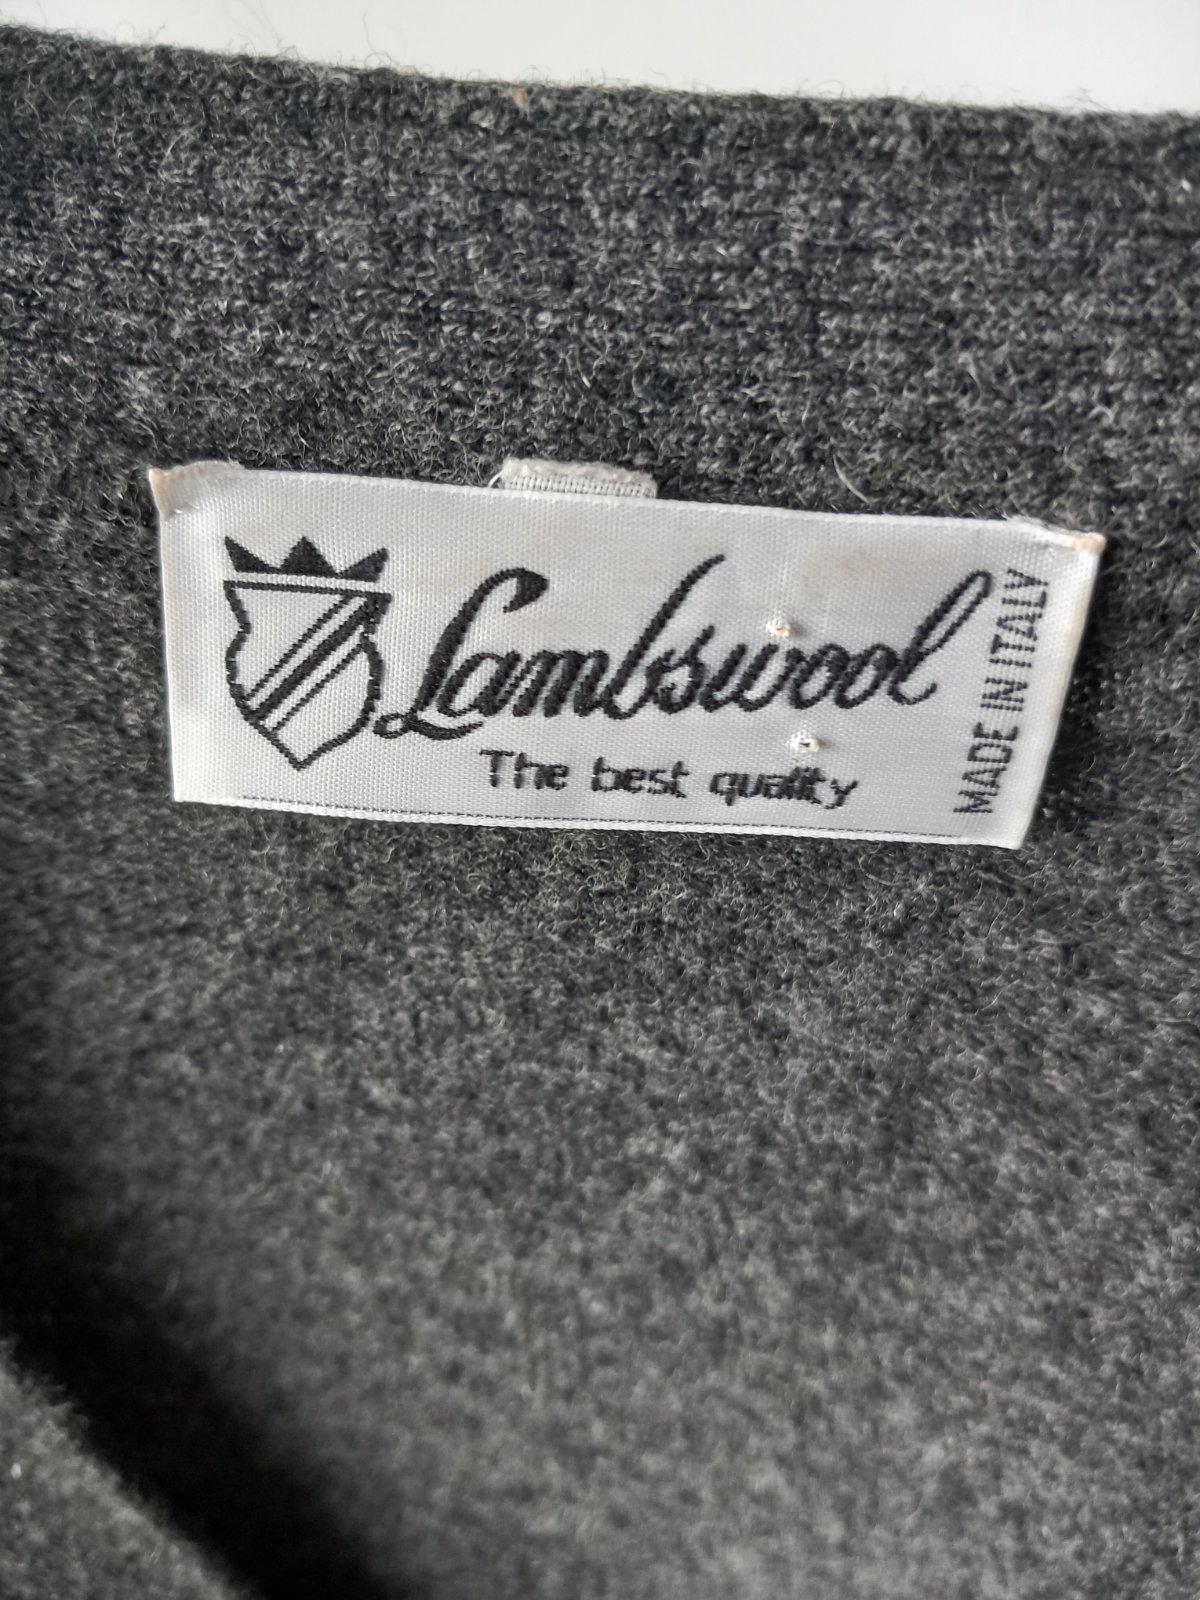 Lambswool
The best quality
MADE IN ITALY